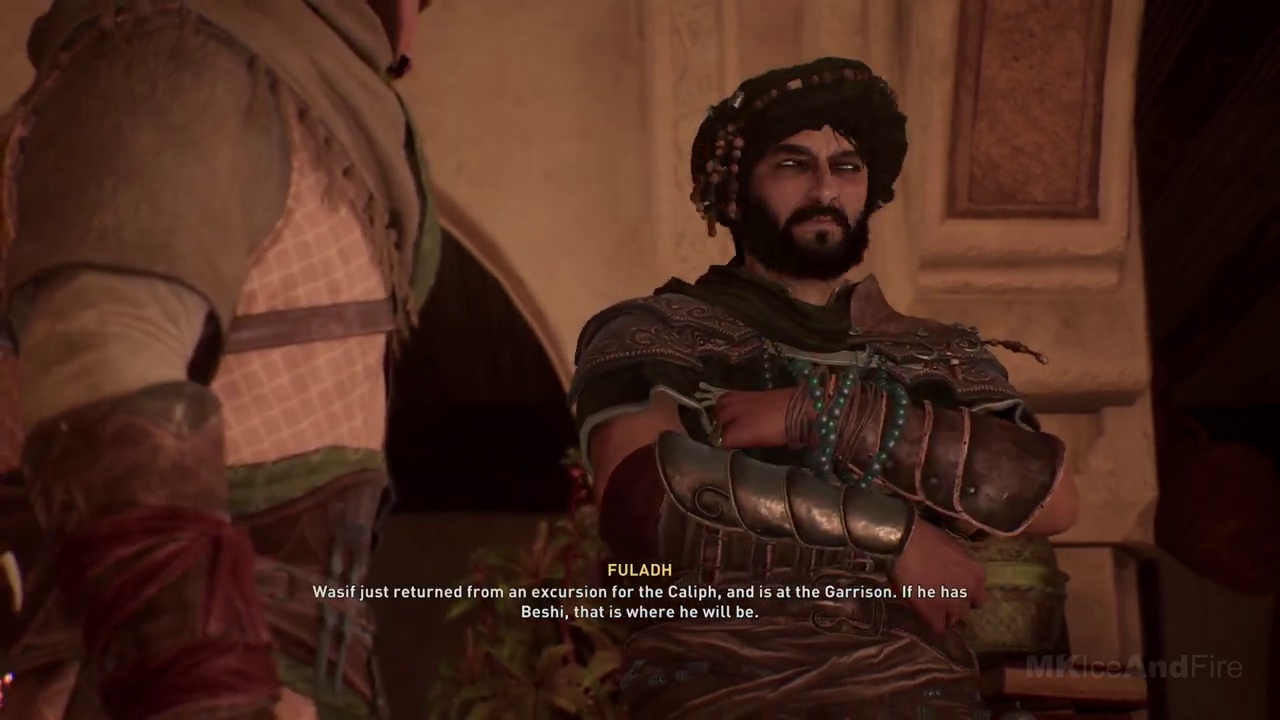 FULADH
Wasif just returned from an excursion for the Caliph, and is at the Garrison. If he has
Beshi, that is where he will be.
MKIceAndFire